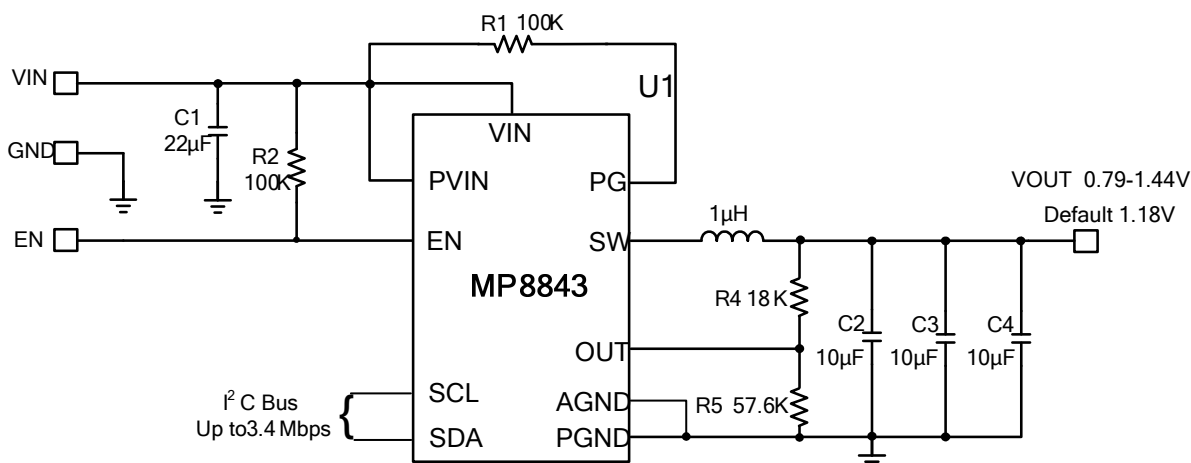 R1 100K
U1
VIN
C1
22µF
GND
R2
100K
EN
VIN
PVIN
PG
EN
SW
MP8843
OUT
SCL
SDA
AGND
PGND
1µH
VOUT 0.79-1.44V
Default 1.18V
R4 18K
C2
10µF
C3
10µF
C4
10µF
R5 57.6K
I² C Bus
Up to3.4 Mbps